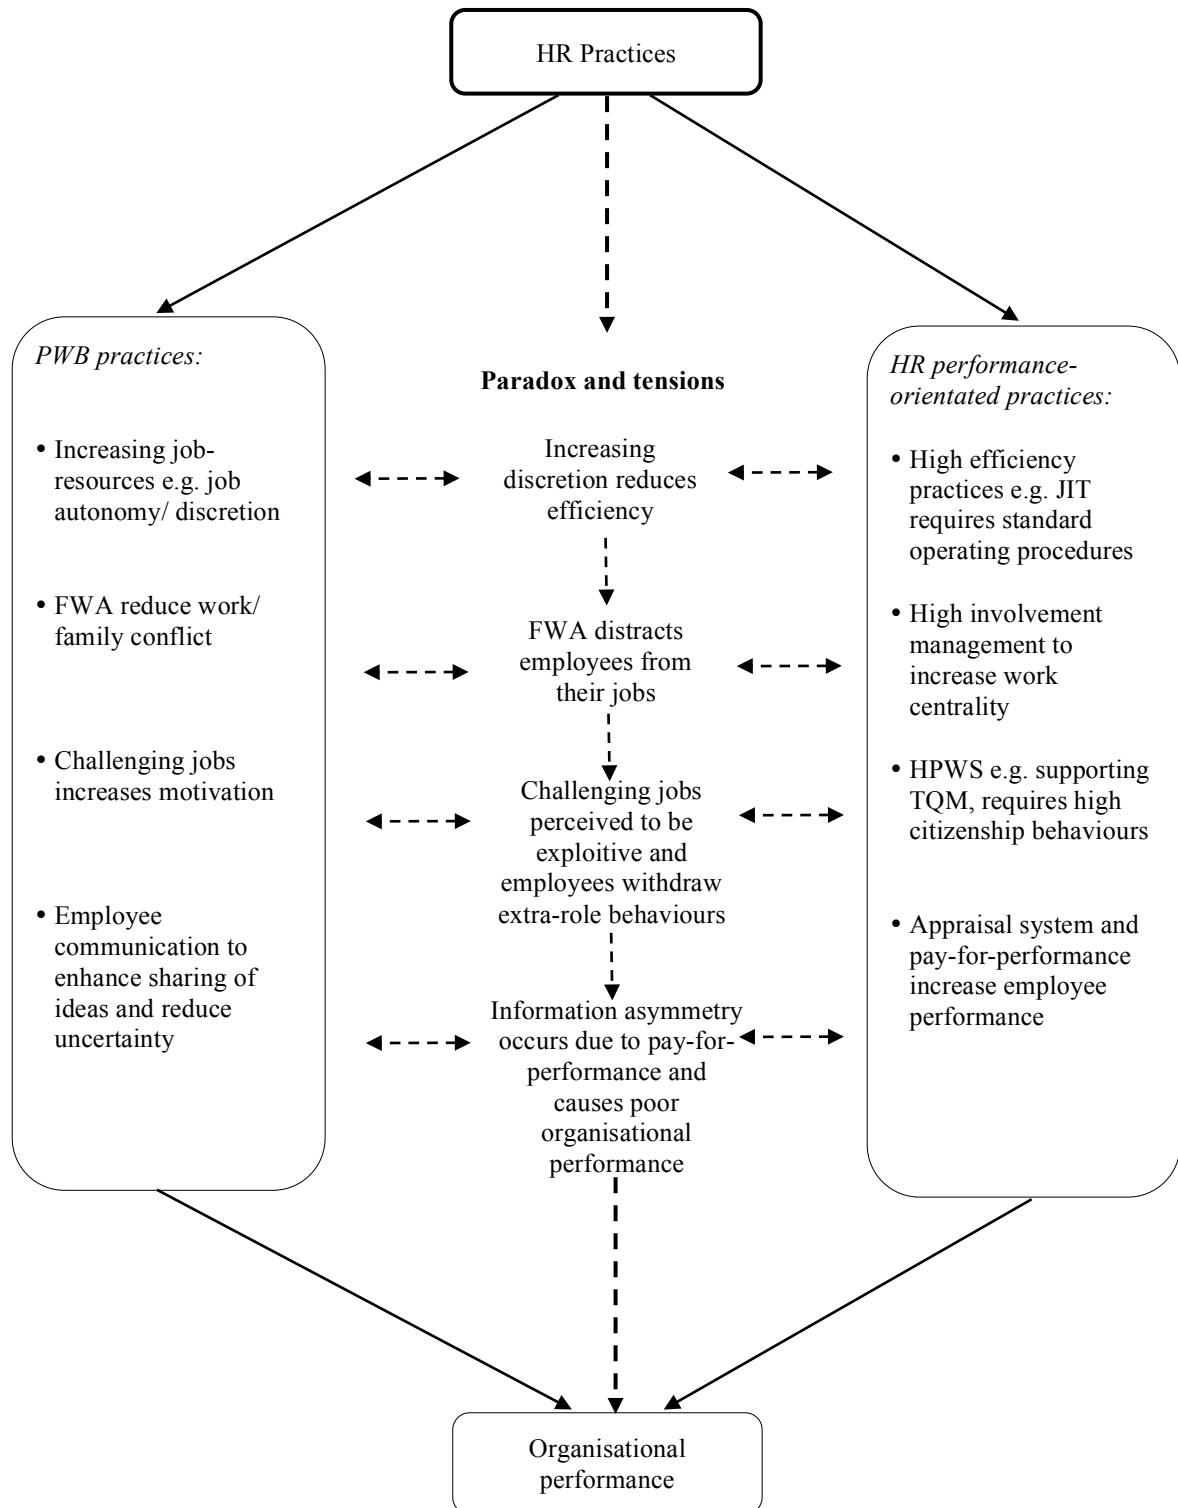 HR Practices
PWB practices:
• Increasing job-
resources e.g. job
autonomy/ discretion
• FWA reduce work/
family conflict
• Challenging jobs
increases motivation
• Employee
communication to
enhance sharing of
ideas and reduce
uncertainty
Paradox and tensions
Increasing
discretion reduces
efficiency
FWA distracts
employees from
their jobs
Challenging jobs
perceived to be
exploitive and
employees withdraw
extra-role behaviours
Information asymmetry
occurs due to pay-for-
performance and
causes poor
organisational
performance
HR performance-
orientated practices:
• High efficiency
practices e.g. JIT
requires standard
operating procedures
• High involvement
management to
increase work
centrality
• HPWS e.g. supporting
TQM, requires high
citizenship behaviours
• Appraisal system and
pay-for-performance
increase employee
performance
Organisational
performance